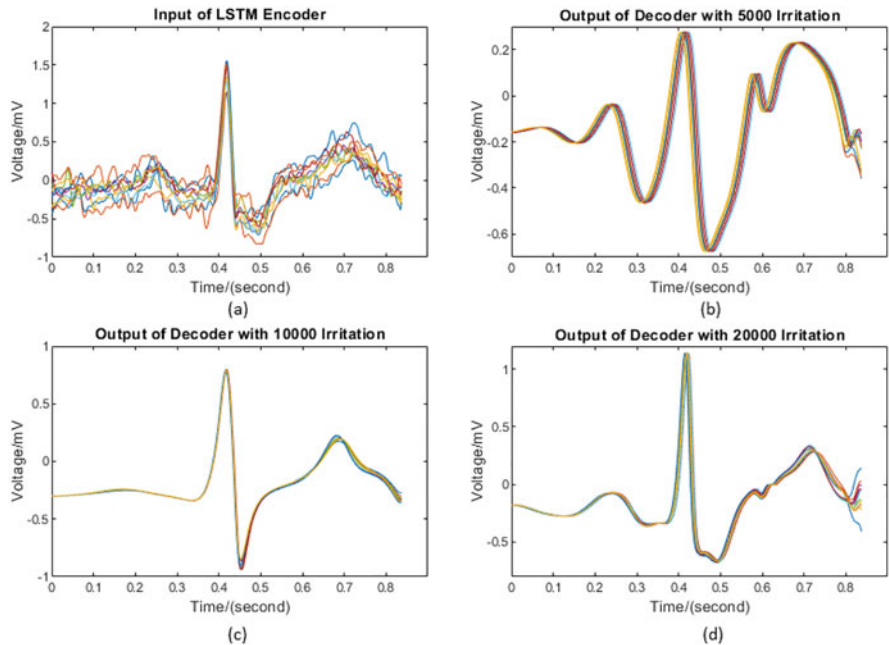 Input of LSTM Encoder
Voltage/mV
2
1.5
1
0.5
0
-0.5
-1
0 0.1 0.2 0.3 0.4 0.5 0.6 0.7 0.8
Time/(second)
(a)
Output of Decoder with 5000 Irritation
Voltage/mV
0.2
0
-0.2
-0.4
-0.6
0 0.1 0.2 0.3 0.4 0.5 0.6 0.7 0.8
Time/(second)
(b)
Output of Decoder with 10000 Irritation
Voltage/mV
1
0.5
0
-0.5
-1
0 0.1 0.2 0.3 0.4 0.5 0.6 0.7 0.8
Time/(second)
(c)
Output of Decoder with 20000 Irritation
Voltage/mV
1
0.5
0
-0.5
0 0.1 0.2 0.3 0.4 0.5 0.6 0.7 0.8
Time/(second)
(d)